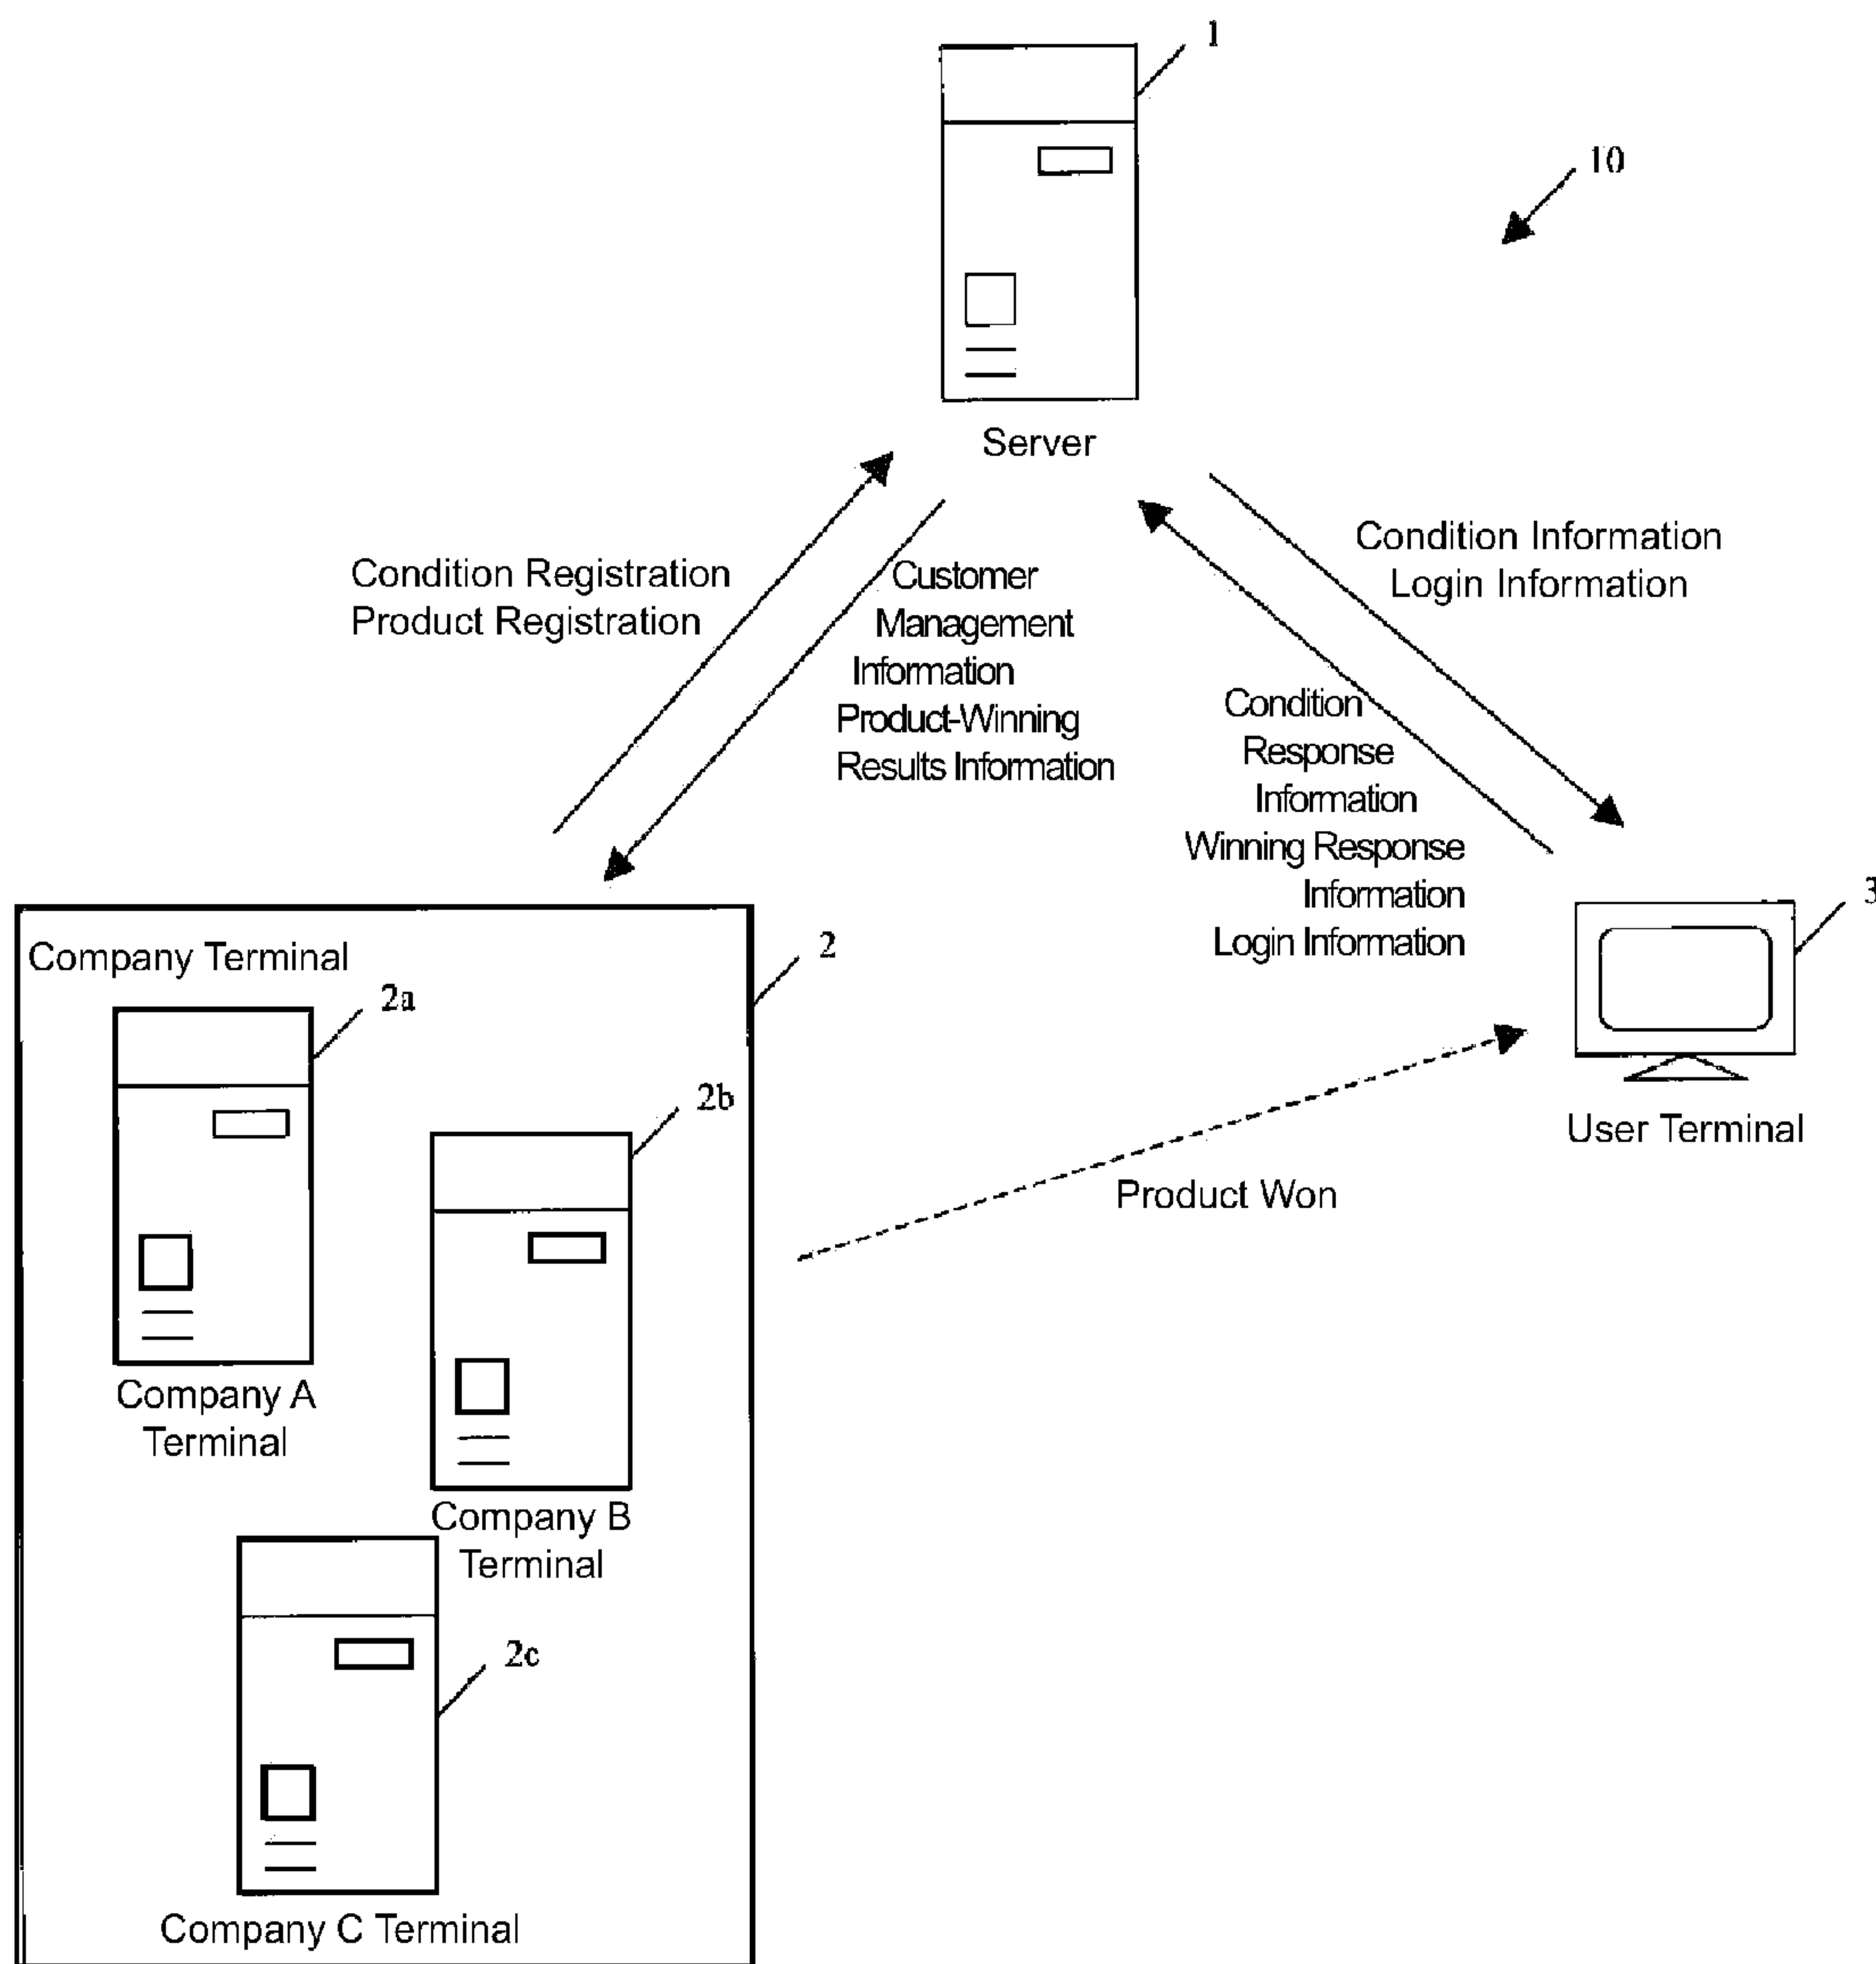 1
10
Server
Condition Registration
Product Registration
Customer
Management
Information
Product-Winning
Results Information
Condition Information
Login Information
Condition
Response
Information
Winning Response
Information
Login Information
3
User Terminal
Product Won
2
Company Terminal
2a
Company A
Terminal
2b
Company B
Terminal
2c
Company C Terminal